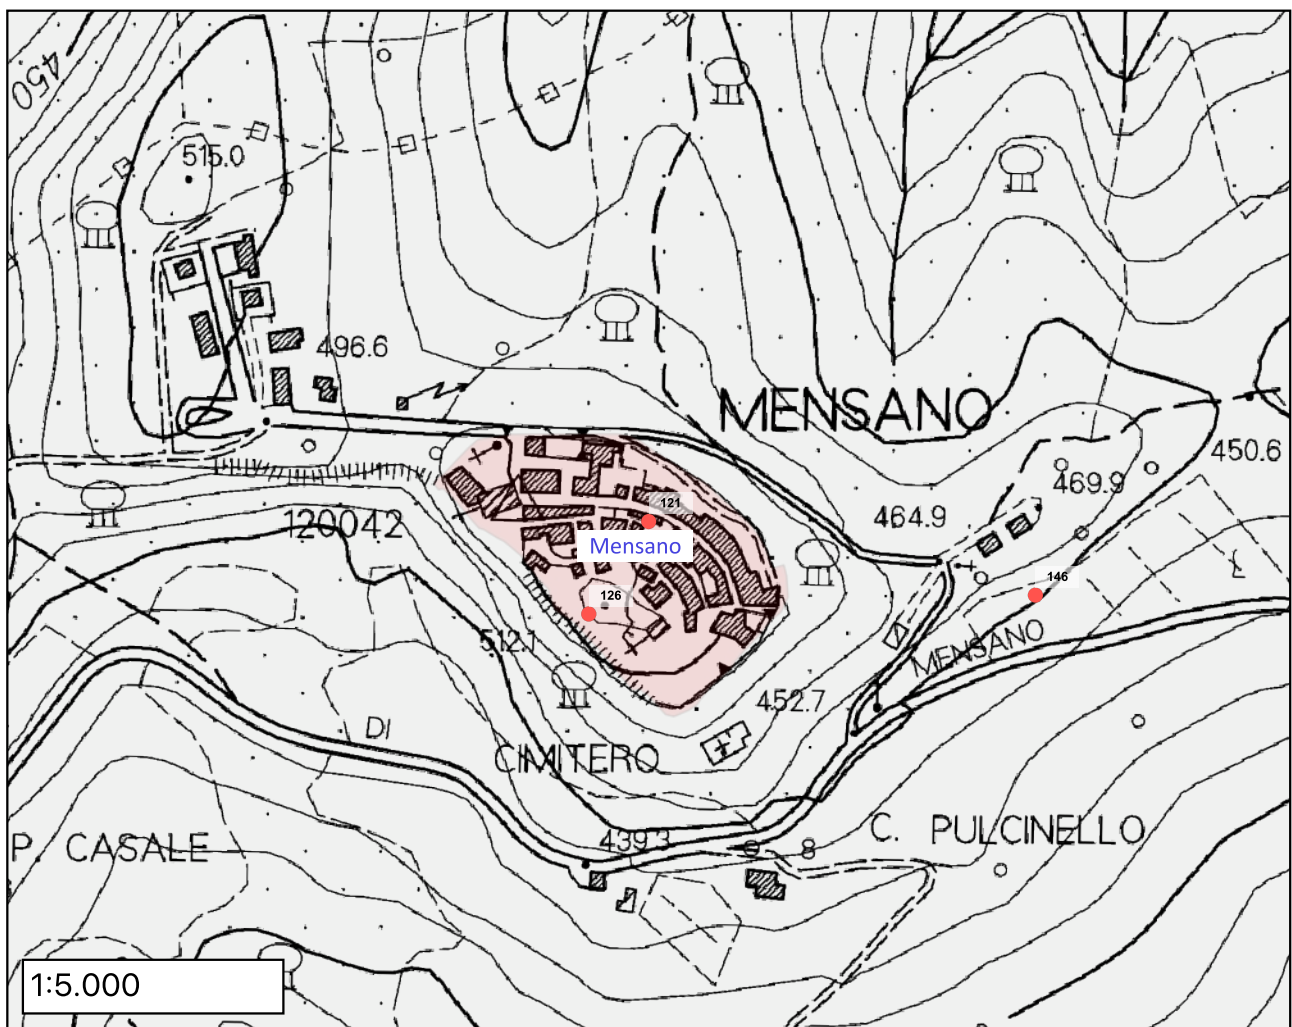 450
515.0
496.6
MENSANO
450.6
469.9
464.9
120042
121
Mensano
146
126
512.1
MENSANO
DI
452.7
CIMITERO
439.3
C. PULCINELLO
P. CASALE
8
1:5.000